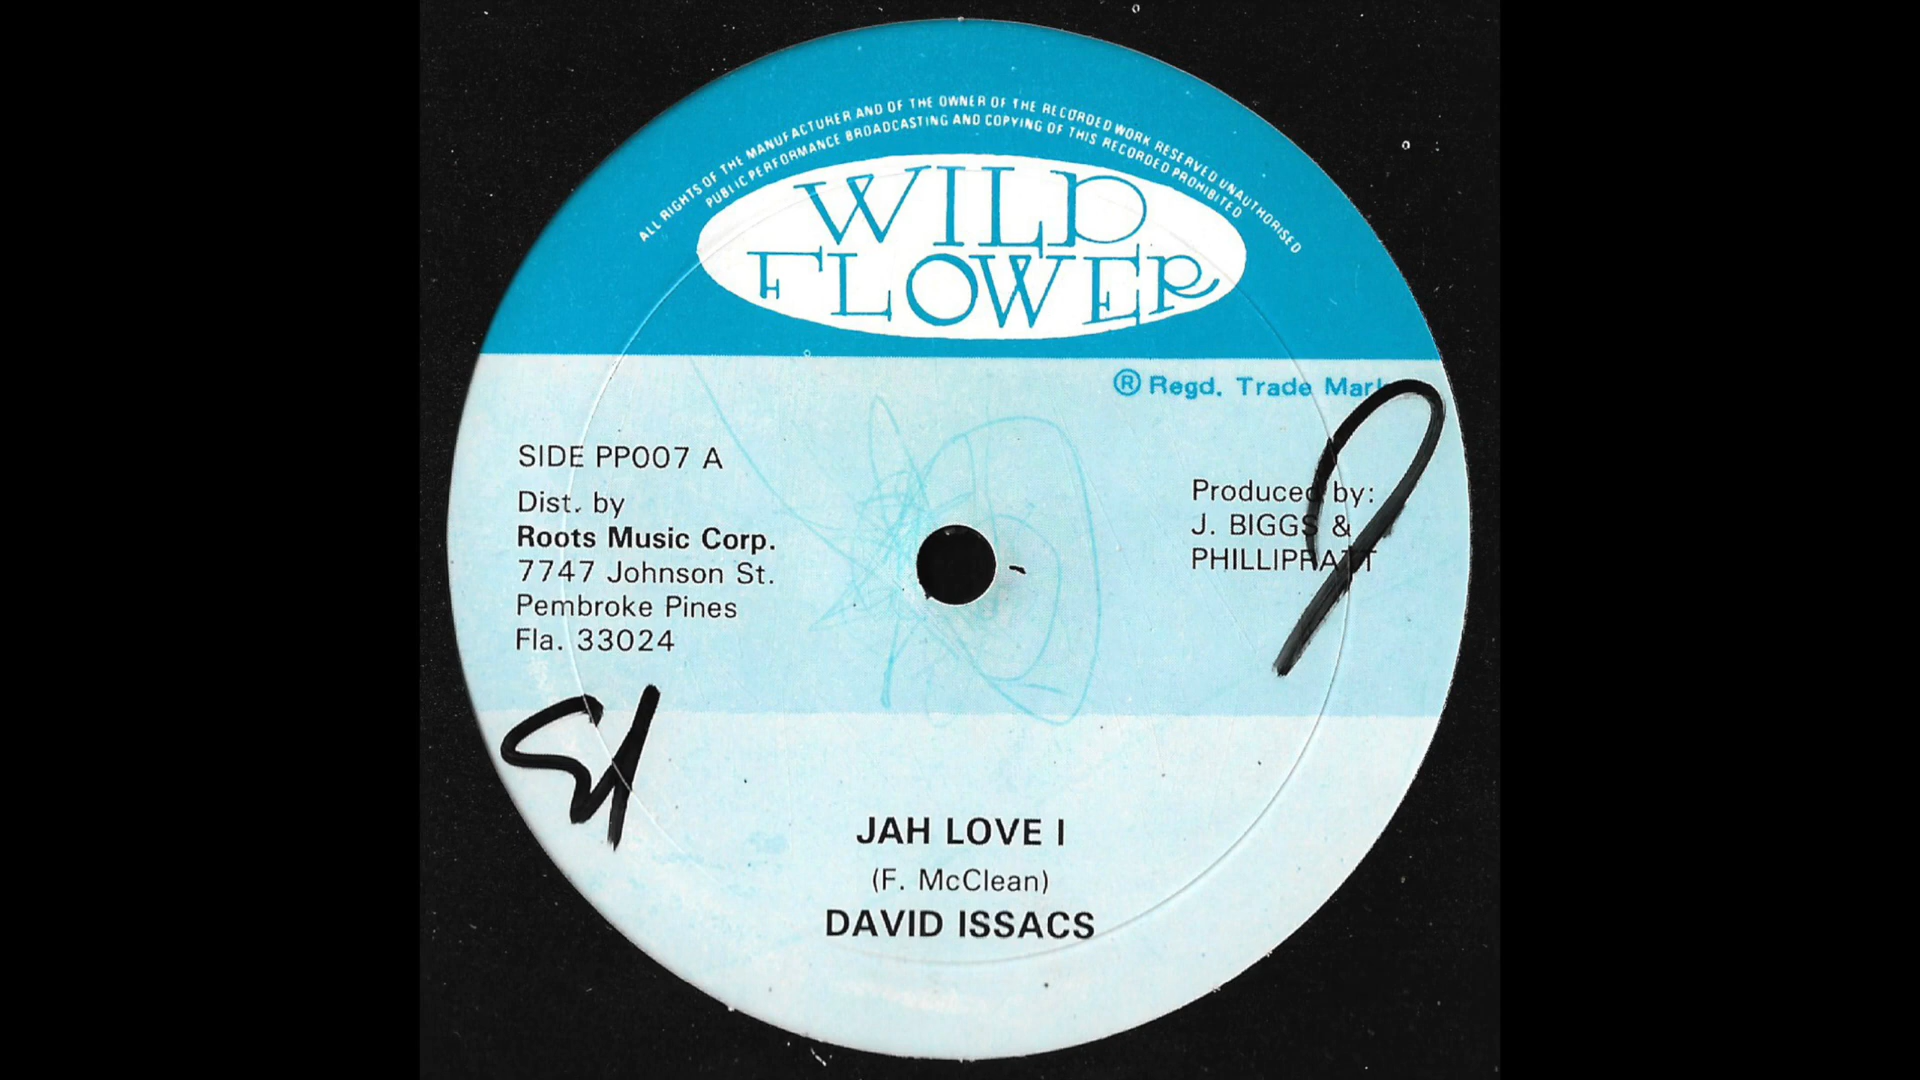 ALL RIGHTS OF THE MANUFACTURER AND OF THE OWNER OF THE RECORDED WORK RESERVED UNAUTHORISED
PUBLIC PERFORMANCE BROADCASTING AND COPYING OF THIS RECORDED PROHIBITED
WILD
FLOWER
® Regd. Trade Mark
SIDE PP007 A
Dist. by
Roots Music Corp.
7747 Johnson St.
Pembroke Pines
Fla. 33024
Produced by:
J. BIGGS &
PHILLIPRATT
JAH LOVE I
(F. McClean)
DAVID ISSACS